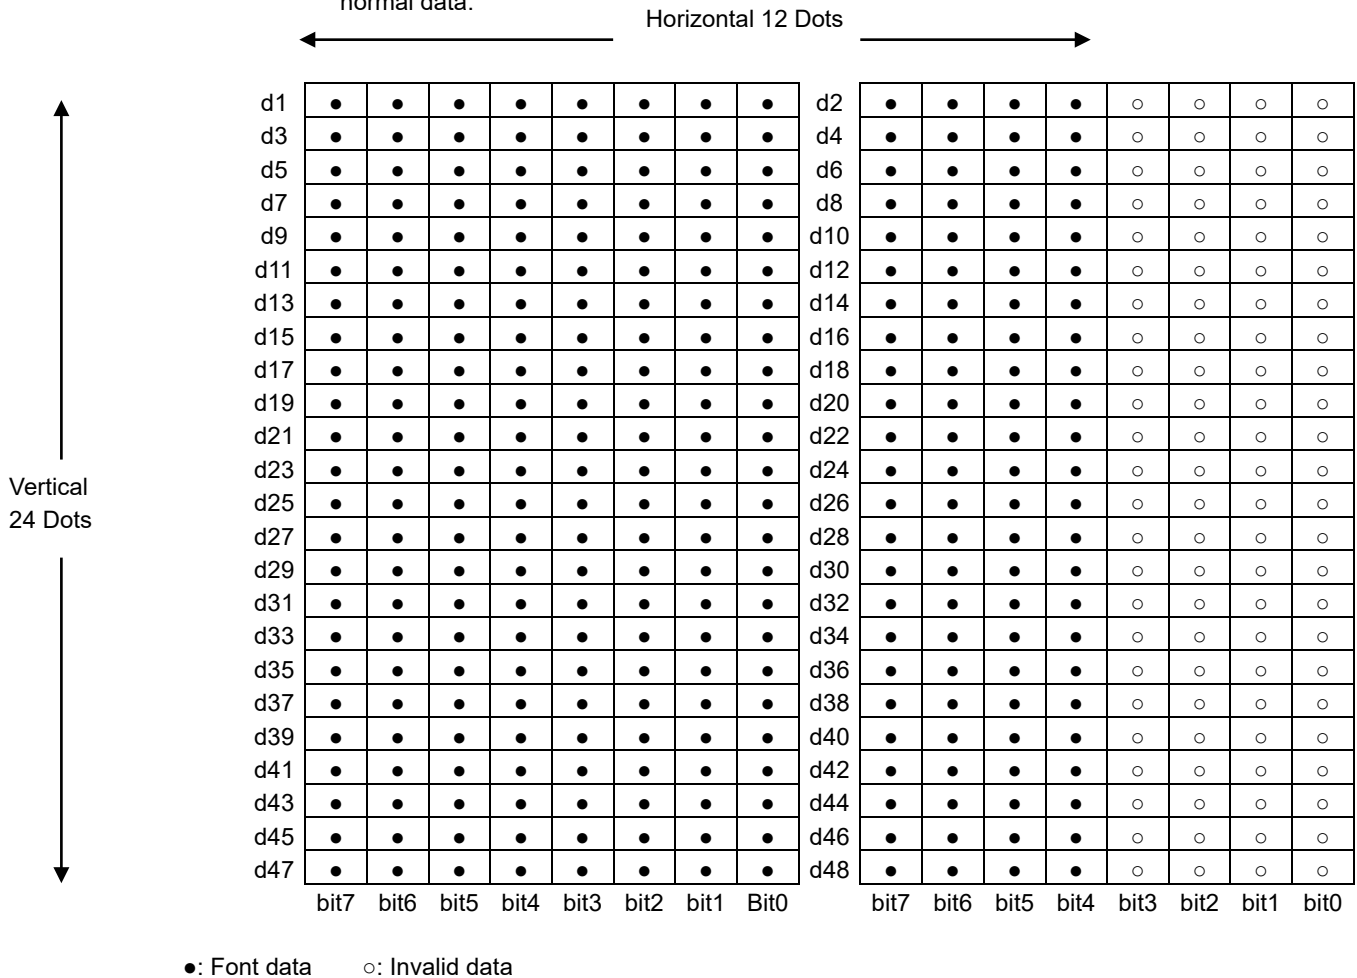 normal data.
Horizontal 12 Dots
d1 ● ● ● ● ● ● ● ● d2 ● ● ● ● ○ ○ ○ ○
d3 ● ● ● ● ● ● ● ● d4 ● ● ● ● ○ ○ ○ ○
d5 ● ● ● ● ● ● ● ● d6 ● ● ● ● ○ ○ ○ ○
d7 ● ● ● ● ● ● ● ● d8 ● ● ● ● ○ ○ ○ ○
d9 ● ● ● ● ● ● ● ● d10 ● ● ● ● ○ ○ ○ ○
d11 ● ● ● ● ● ● ● ● d12 ● ● ● ● ○ ○ ○ ○
d13 ● ● ● ● ● ● ● ● d14 ● ● ● ● ○ ○ ○ ○
d15 ● ● ● ● ● ● ● ● d16 ● ● ● ● ○ ○ ○ ○
d17 ● ● ● ● ● ● ● ● d18 ● ● ● ● ○ ○ ○ ○
d19 ● ● ● ● ● ● ● ● d20 ● ● ● ● ○ ○ ○ ○
d21 ● ● ● ● ● ● ● ● d22 ● ● ● ● ○ ○ ○ ○
d23 ● ● ● ● ● ● ● ● d24 ● ● ● ● ○ ○ ○ ○
Vertical
24 Dots
d25 ● ● ● ● ● ● ● ● d26 ● ● ● ● ○ ○ ○ ○
d27 ● ● ● ● ● ● ● ● d28 ● ● ● ● ○ ○ ○ ○
d29 ● ● ● ● ● ● ● ● d30 ● ● ● ● ○ ○ ○ ○
d31 ● ● ● ● ● ● ● ● d32 ● ● ● ● ○ ○ ○ ○
d33 ● ● ● ● ● ● ● ● d34 ● ● ● ● ○ ○ ○ ○
d35 ● ● ● ● ● ● ● ● d36 ● ● ● ● ○ ○ ○ ○
d37 ● ● ● ● ● ● ● ● d38 ● ● ● ● ○ ○ ○ ○
d39 ● ● ● ● ● ● ● ● d40 ● ● ● ● ○ ○ ○ ○
d41 ● ● ● ● ● ● ● ● d42 ● ● ● ● ○ ○ ○ ○
d43 ● ● ● ● ● ● ● ● d44 ● ● ● ● ○ ○ ○ ○
d45 ● ● ● ● ● ● ● ● d46 ● ● ● ● ○ ○ ○ ○
d47 ● ● ● ● ● ● ● ● d48 ● ● ● ● ○ ○ ○ ○
bit7 bit6 bit5 bit4 bit3 bit2 bit1 Bit0 bit7 bit6 bit5 bit4 bit3 bit2 bit1 bit0
●: Font data ○: Invalid data